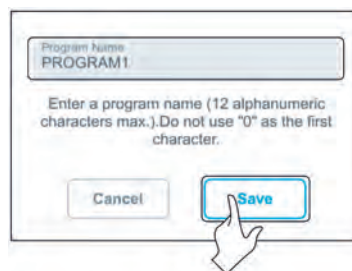 Program Name
PROGRAM1
Enter a program name (12 alphanumeric
characters max.).Do not use "0" as the first
character.
Cancel
Save